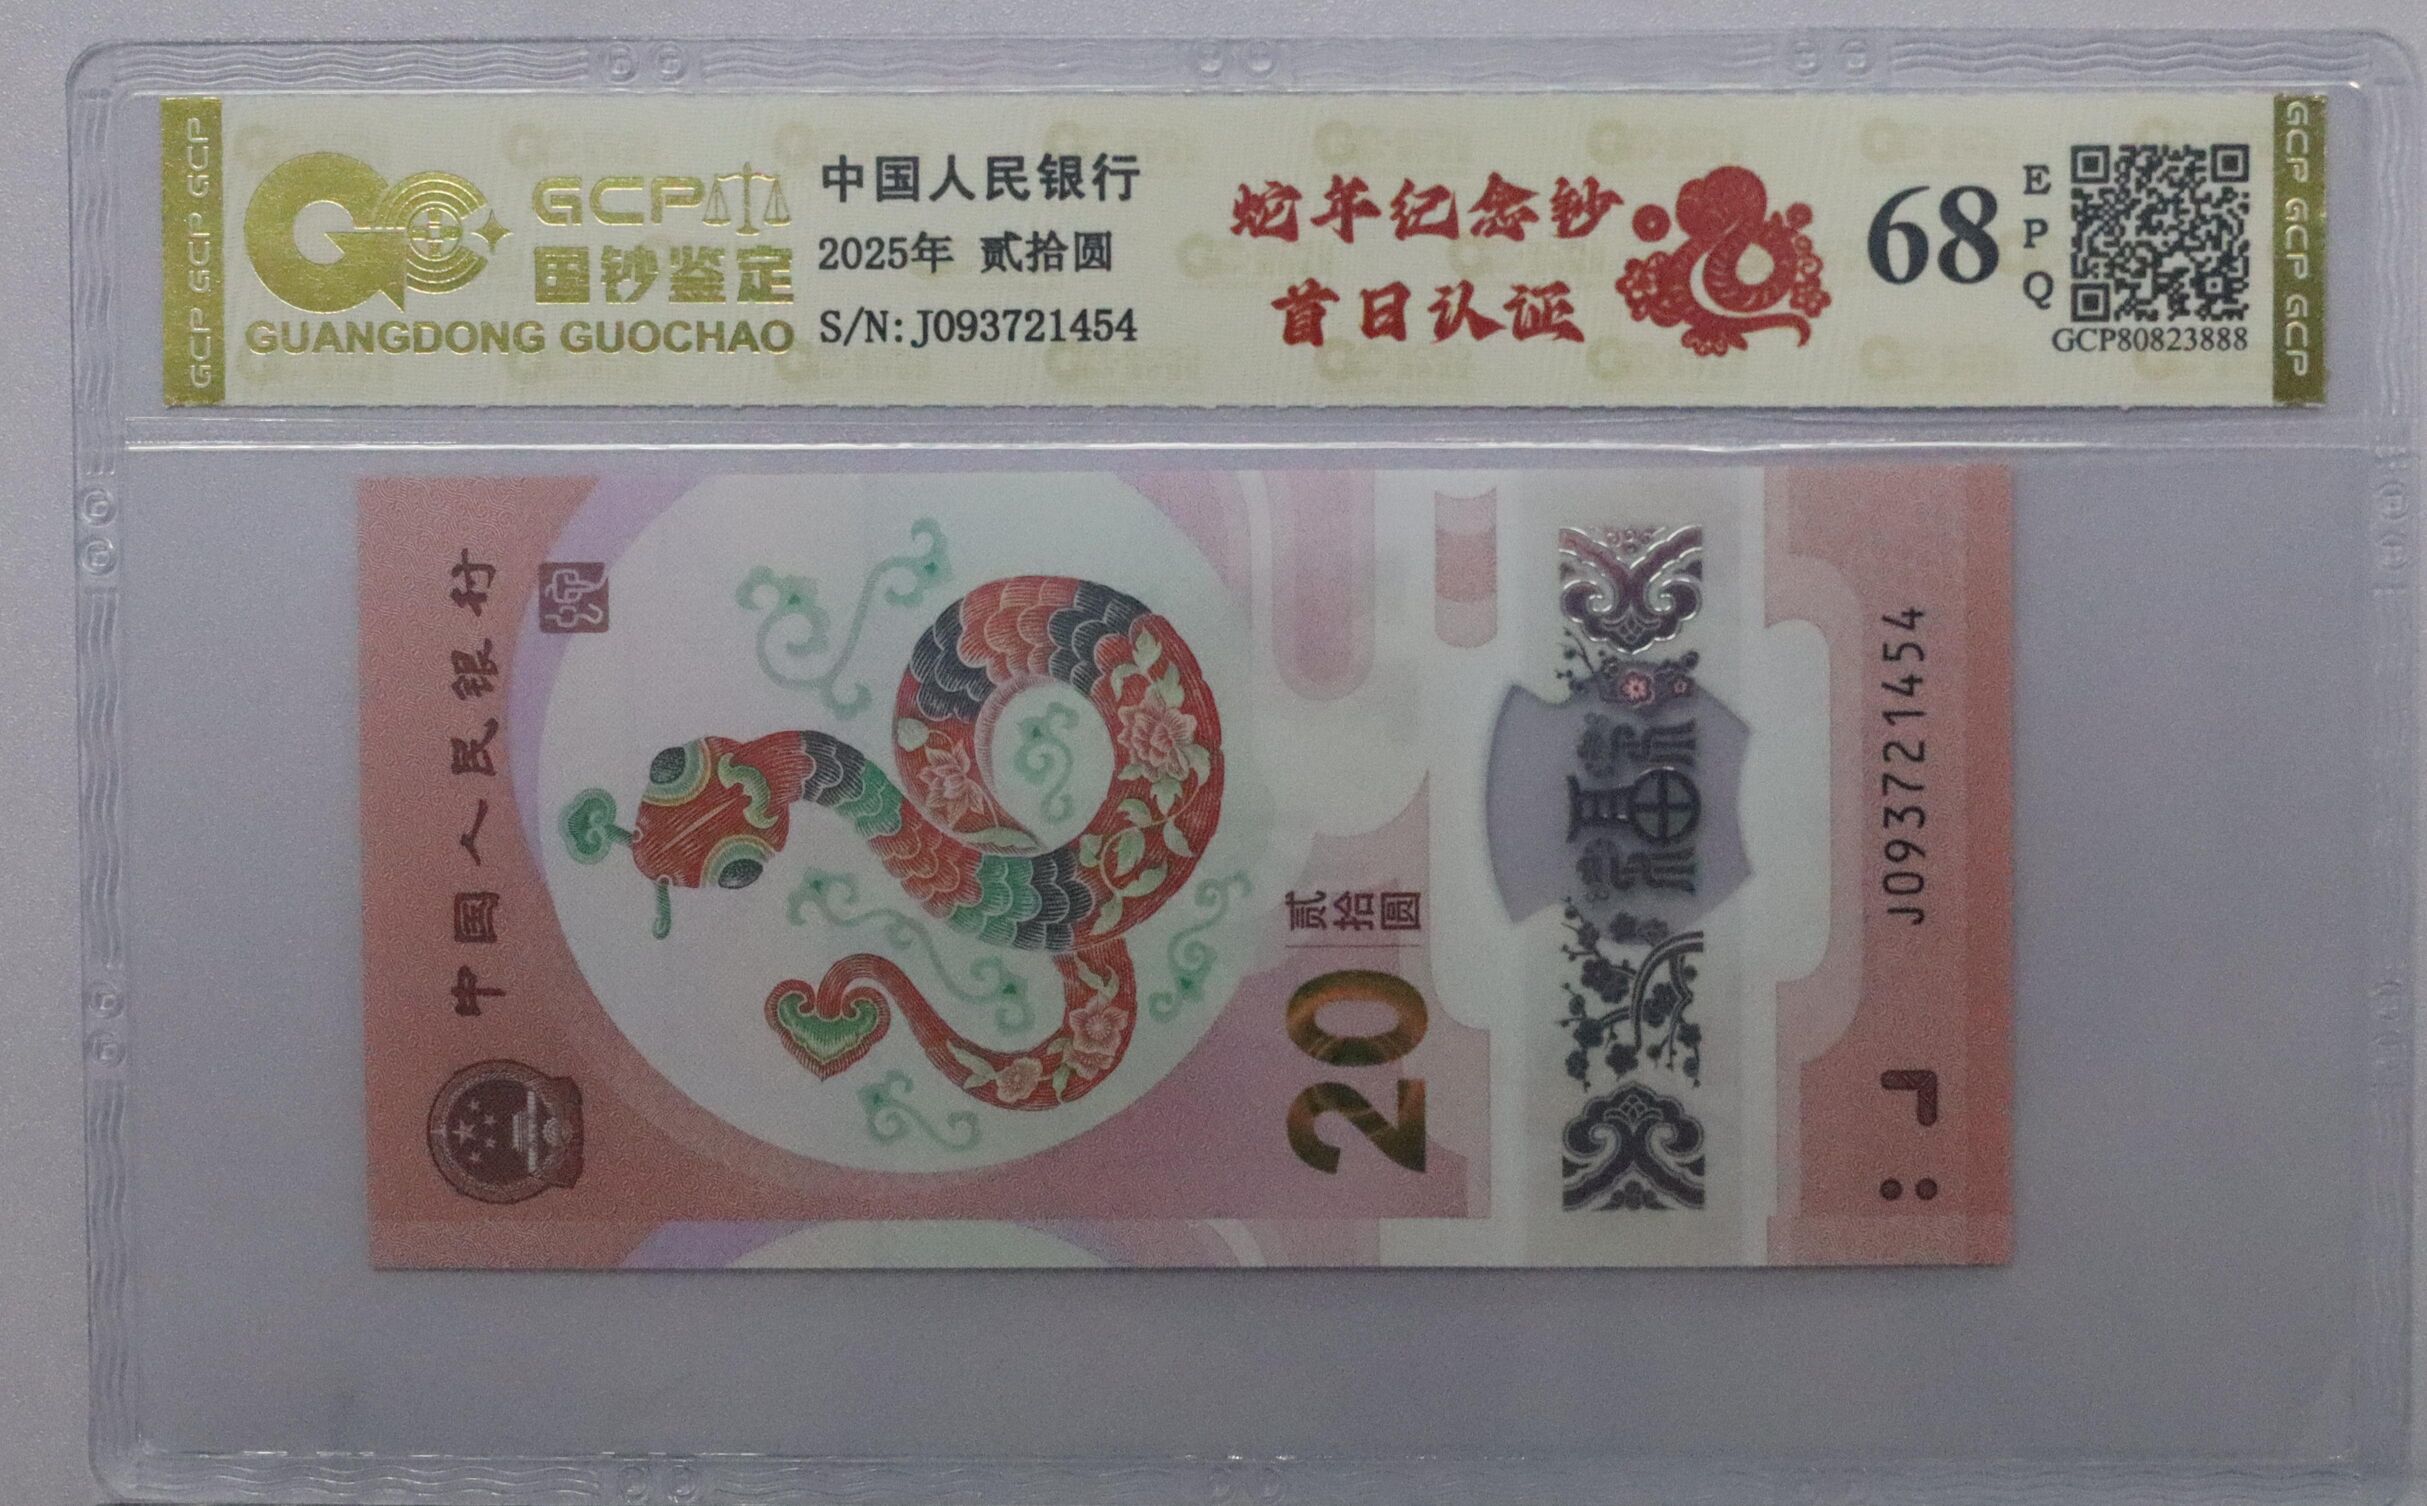 GCP GCP GCP
GCP
国钞鉴定
GUANGDONG GUOCHAO
中国人民银行
2025年 贰拾圆
S/N:J093721454
蛇年纪念钞
首日认证
68
EPQ
GCP80823888
GCP GCP GCP
中国人民银行
20
贰拾圆
福
J093721454